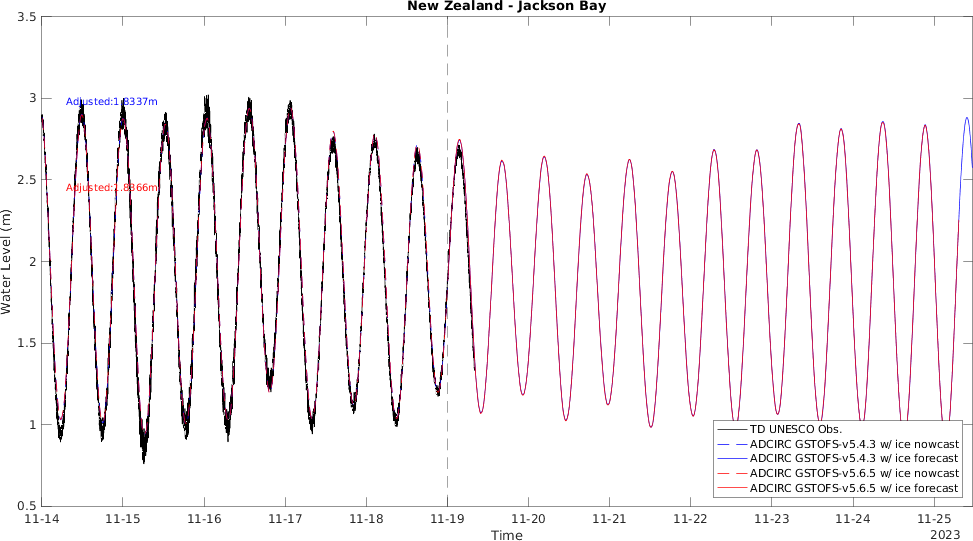 New Zealand - Jackson Bay
Water Level (m)
3.5
3
2.5
2
1.5
1
0.5
Adjusted:1.8337m
Adjusted:1.8366m
TD UNESCO Obs.
ADCIRC GSTOFS-v5.4.3 w/ ice nowcast
ADCIRC GSTOFS-v5.4.3 w/ ice forecast
ADCIRC GSTOFS-v5.6.5 w/ ice nowcast
ADCIRC GSTOFS-v5.6.5 w/ ice forecast
11-14 11-15 11-16 11-17 11-18 11-19 11-20 11-21 11-22 11-23 11-24 11-25
Time
2023